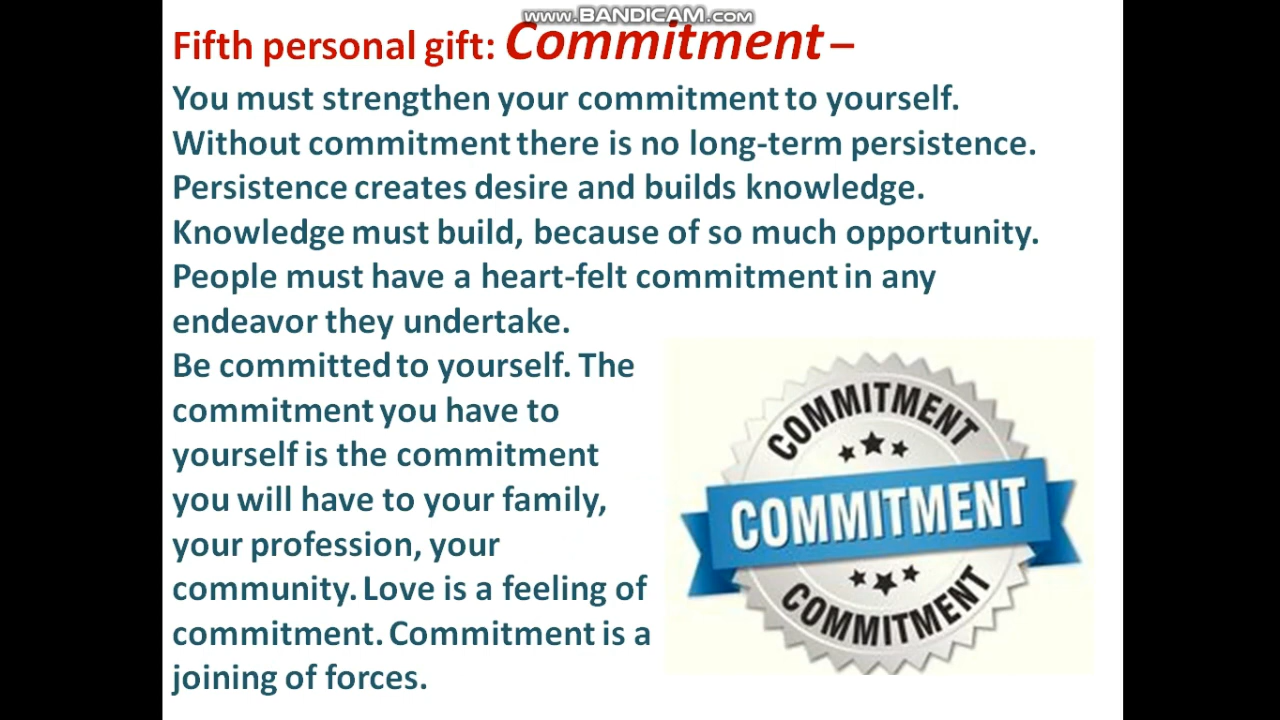 www.BANDICAM.com
Fifth personal gift: Commitment –
You must strengthen your commitment to yourself.
Without commitment there is no long-term persistence.
Persistence creates desire and builds knowledge.
Knowledge must build, because of so much opportunity.
People must have a heart-felt commitment in any
endeavor they undertake.
Be committed to yourself. The
commitment you have to
yourself is the commitment
you will have to your family,
your profession, your
community. Love is a feeling of
commitment. Commitment is a
joining of forces.
COMMITMENT
COMMITMENT
COMMITMENT